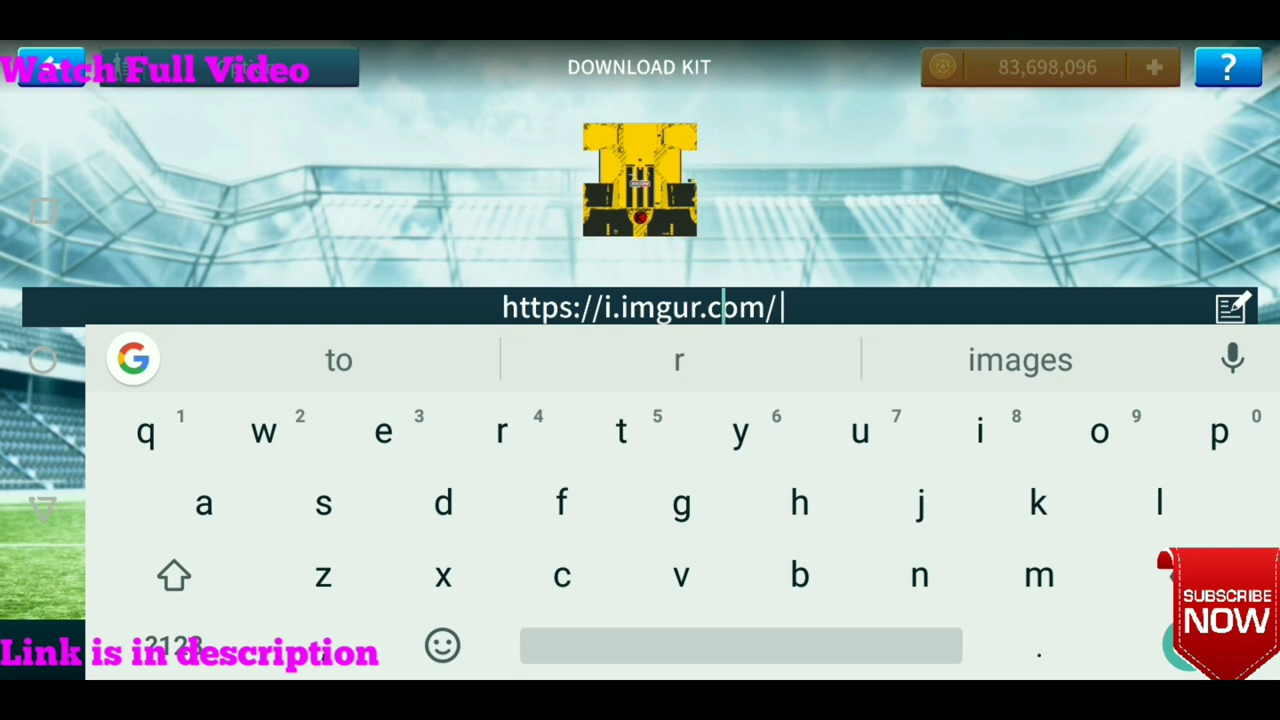 Watch Full Video
DOWNLOAD KIT
83,698,096
+
?
https://i.imgur.com/
G
to
r
images
q 1 w 2 e 3 r 4 t 5 y 6 u 7 i 8 o 9 p 0
a s d f g h j k l
z x c v b n m
SUBSCRIBE
NOW
?123
, .
Link is in description